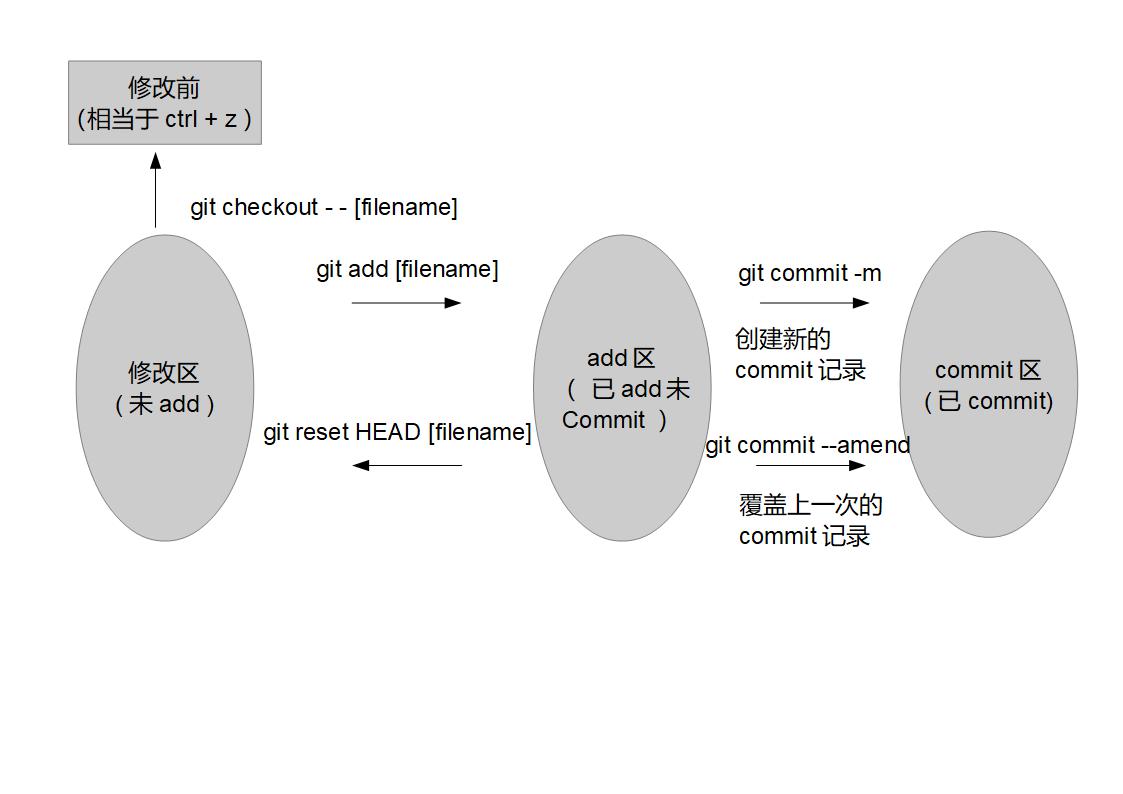 修改前
（相当于 ctrl + z )
git checkout - - [filename]
git add [filename]
git commit -m
创建新的
commit 记录
修改区
( 未 add )
add 区
（ 已 add 未
Commit ）
commit 区
( 已 commit)
git reset HEAD [filename]
git commit --amend
覆盖上一次的
commit 记录